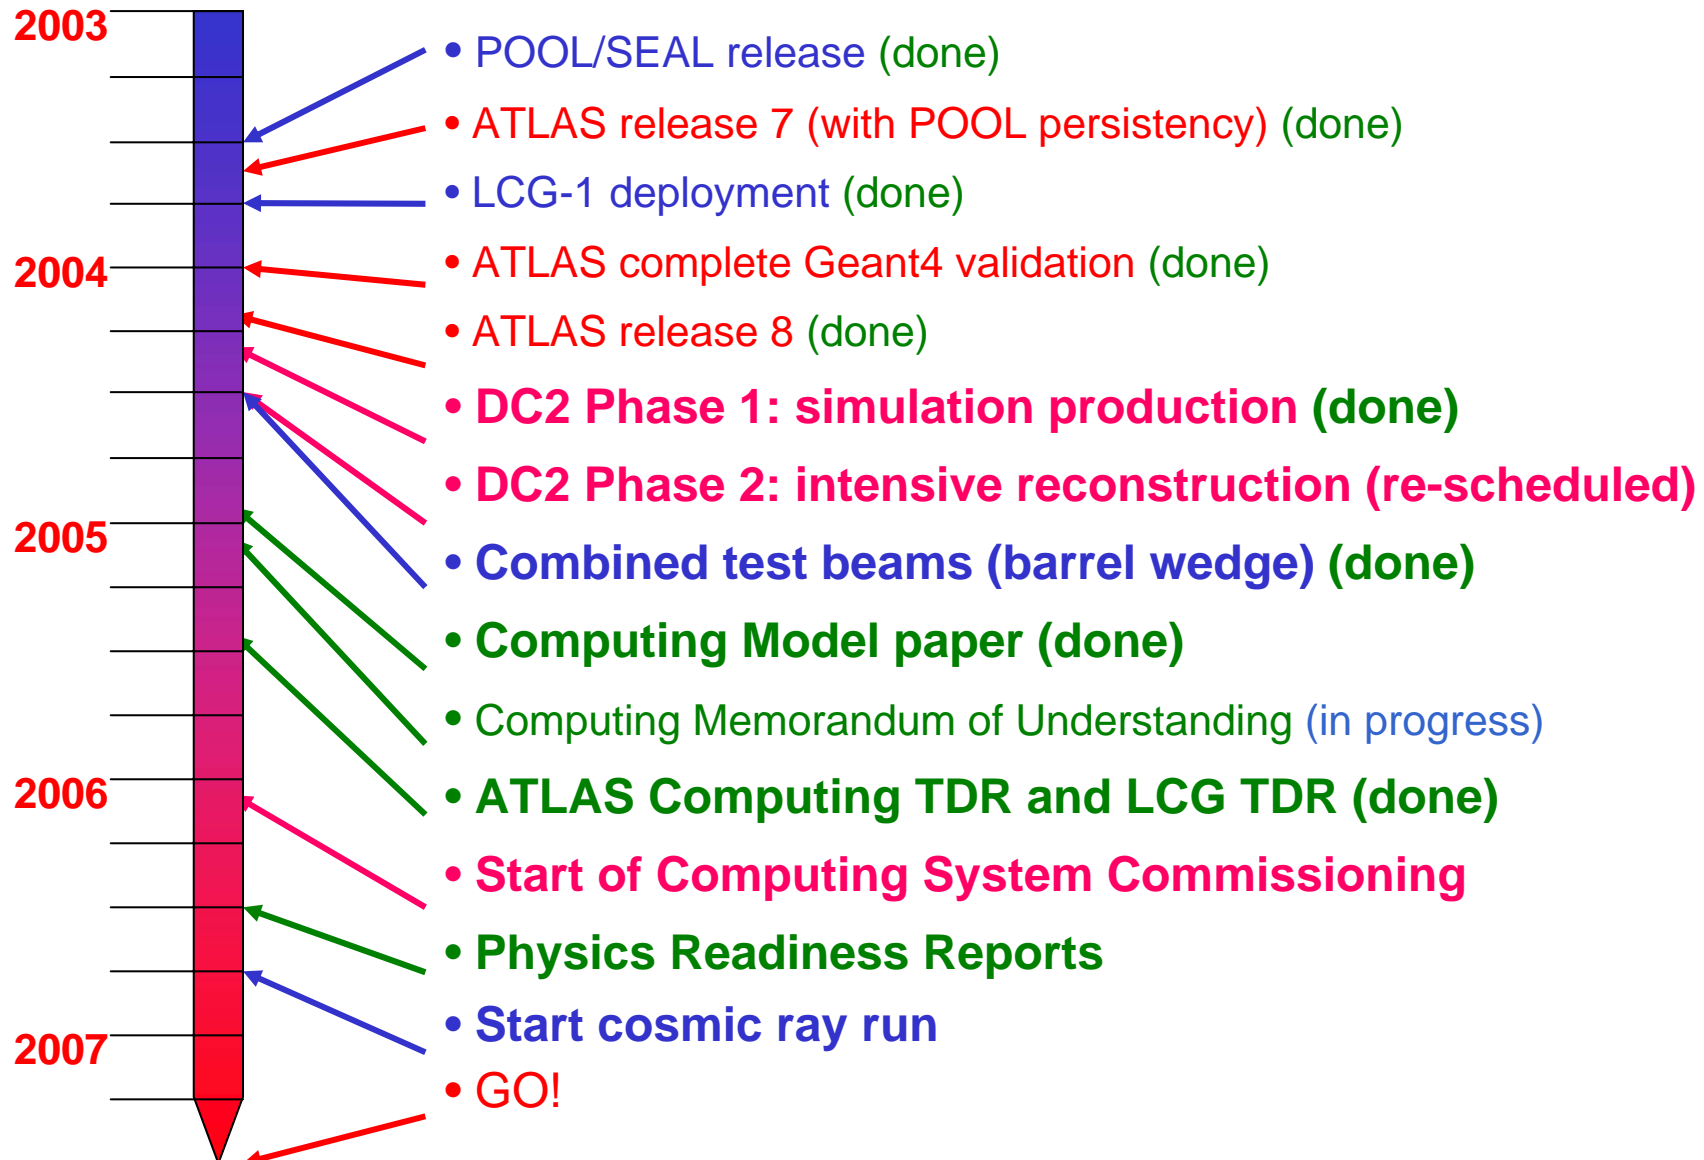 2003
• POOL/SEAL release (done)
• ATLAS release 7 (with POOL persistency) (done)
• LCG-1 deployment (done)
2004
• ATLAS complete Geant4 validation (done)
• ATLAS release 8 (done)
• DC2 Phase 1: simulation production (done)
• DC2 Phase 2: intensive reconstruction (re-scheduled)
2005
• Combined test beams (barrel wedge) (done)
• Computing Model paper (done)
• Computing Memorandum of Understanding (in progress)
2006
• ATLAS Computing TDR and LCG TDR (done)
• Start of Computing System Commissioning
• Physics Readiness Reports
• Start cosmic ray run
2007
• GO!